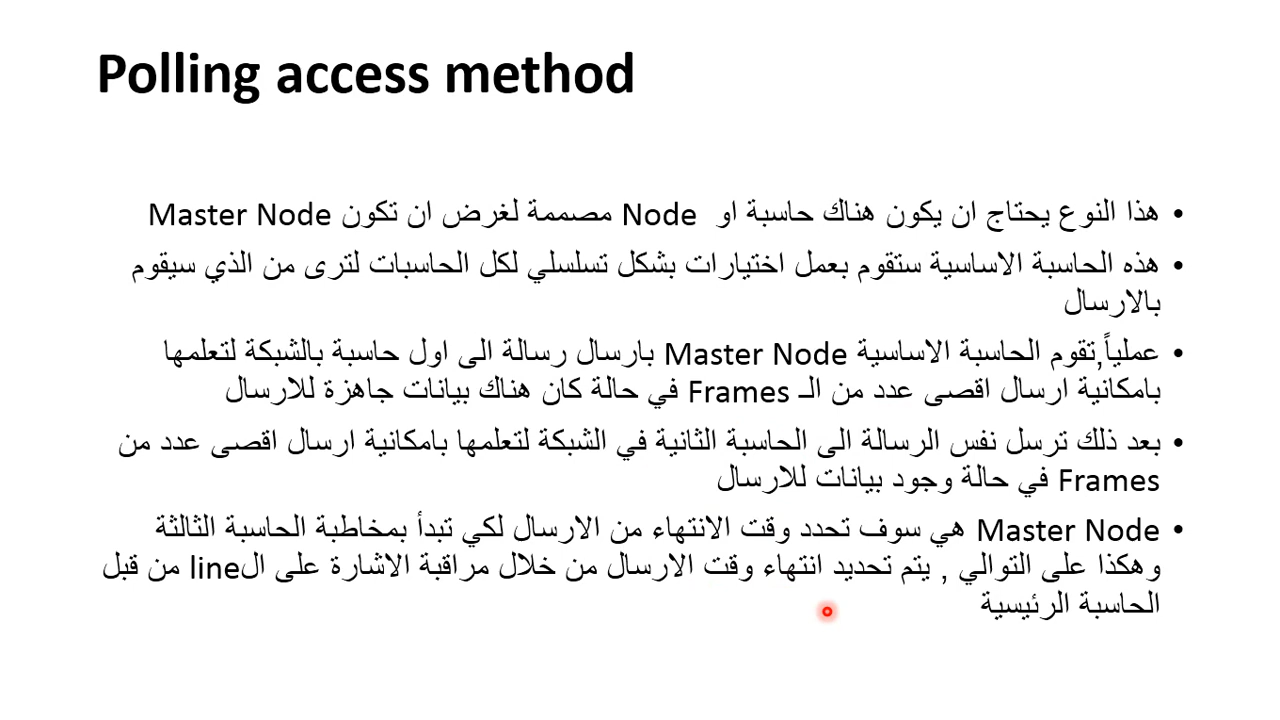 Polling access method
• هذا النوع يحتاج ان يكون هناك حاسبة او Node مصممة لغرض ان تكون Master Node
• هذه الحاسبة الاساسية ستقوم بعمل اختيارات بشكل تسلسلي لكل الحاسبات لترى من الذي سيقوم
بالارسال
• عملياً,تقوم الحاسبة الاساسية Master Node بارسال رسالة الى اول حاسبة بالشبكة لتعلمها
بامكانية ارسال اقصى عدد من الـ Frames في حالة كان هناك بيانات جاهزة للارسال
• بعد ذلك ترسل نفس الرسالة الى الحاسبة الثانية في الشبكة لتعلمها بامكانية ارسال اقصى عدد من
Frames في حالة وجود بيانات للارسال
• Master Node هي سوف تحدد وقت الانتهاء من الارسال لكي تبدأ بمخاطبة الحاسبة الثالثة
وهكذا على التوالي , يتم تحديد انتهاء وقت الارسال من خلال مراقبة الاشارة على الline من قبل
الحاسبة الرئيسية